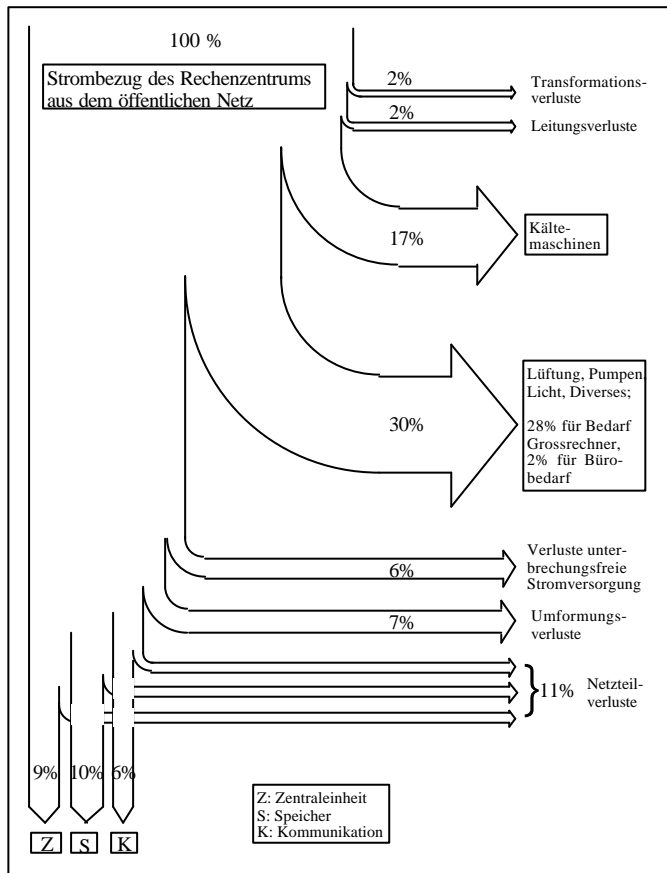 100 %
Strombezug des Rechenzentrums
aus dem öffentlichen Netz
2%
Transformations-
verluste
2%
Leitungsverluste
17%
Kälte-
maschinen
30%
Lüftung, Pumpen,
Licht, Diverses;
28% für Bedarf
Grossrechner,
2% für Büro-
bedarf
6%
Verluste unter-
brechungsfreie
Stromversorgung
7%
Umformungs-
verluste
11%
Netzteil-
verluste
9%
10%
6%
Z: Zentraleinheit
S: Speicher
K: Kommunikation
Z
S
K